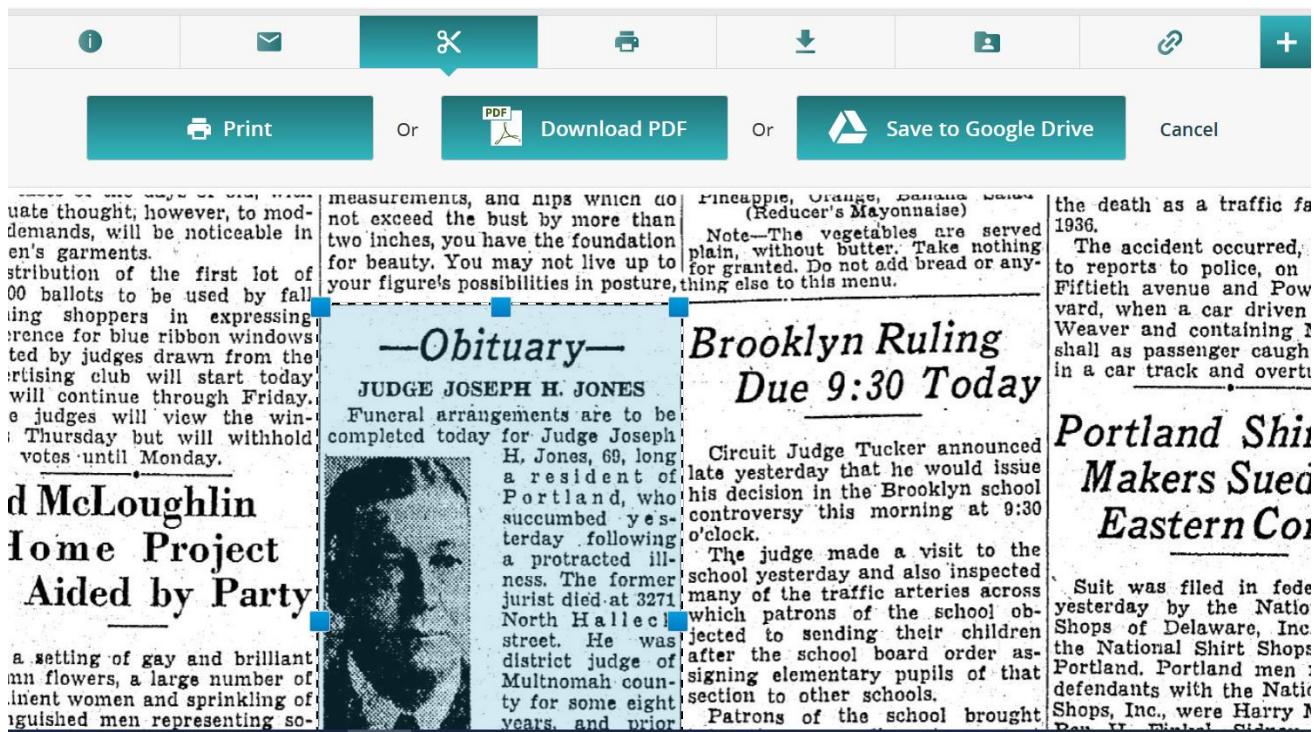 Print
Or
PDF
Download PDF
Or
Save to Google Drive
Cancel
uate thought, however, to mod-
demands, will be noticeable in
en's garments.
stribution of the first lot of
00 ballots to be used by fall
ing shoppers in expressing
rence for blue ribbon windows
ted by judges drawn from the
rtising club will start today
will continue through Friday.
e judges will view the win-
Thursday but will withhold
votes until Monday.
d McLoughlin
Home Project
Aided by Party
a setting of gay and brilliant
mn flowers, a large number of
inent women and sprinkling of
nguished men representing so-
measurements, and hips which do
not exceed the bust by more than
two inches, you have the foundation
for beauty. You may not live up to
your figure's possibilities in posture,
—Obituary—
JUDGE JOSEPH H. JONES
Funeral arrangements are to be
completed today for Judge Joseph
H. Jones, 69, long
a resident of
Portland, who
succumbed yes-
terday following
a protracted ill-
ness. The former
jurist died at 3271
North Halleck
street. He was
district judge of
Multnomah coun-
ty for some eight
years, and prior
Pineapple, Orange, Banana Salad
(Reducer's Mayonnaise)
Note—The vegetables are served
plain, without butter. Take nothing
for granted. Do not add bread or any-
thing else to this menu.
Brooklyn Ruling
Due 9:30 Today
Circuit Judge Tucker announced
late yesterday that he would issue
his decision in the Brooklyn school
controversy this morning at 9:30
o'clock.
The judge made a visit to the
school yesterday and also inspected
many of the traffic arteries across
which patrons of the school ob-
jected to sending their children
after the school board order as-
signing elementary pupils of that
section to other schools.
Patrons of the school brought
the death as a traffic fa
1936.
The accident occurred,
to reports to police, on
Fiftieth avenue and Pow
vard, when a car driven
Weaver and containing
shall as passenger caugh
in a car track and overtu
Portland Shir
Makers Sued
Eastern Co
Suit was filed in fede
yesterday by the Natio
Shops of Delaware, Inc.
the National Shirt Shops
Portland. Portland men
defendants with the Nati
Shops, Inc., were Harry M